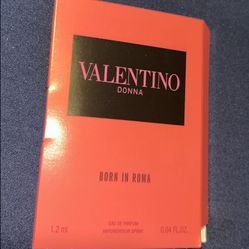 VALENTINO
DONNA
BORN IN ROMA
EAU DE PARFUM
1.2 ml VAPORISATEUR SPRAY 0.04 FL.OZ.